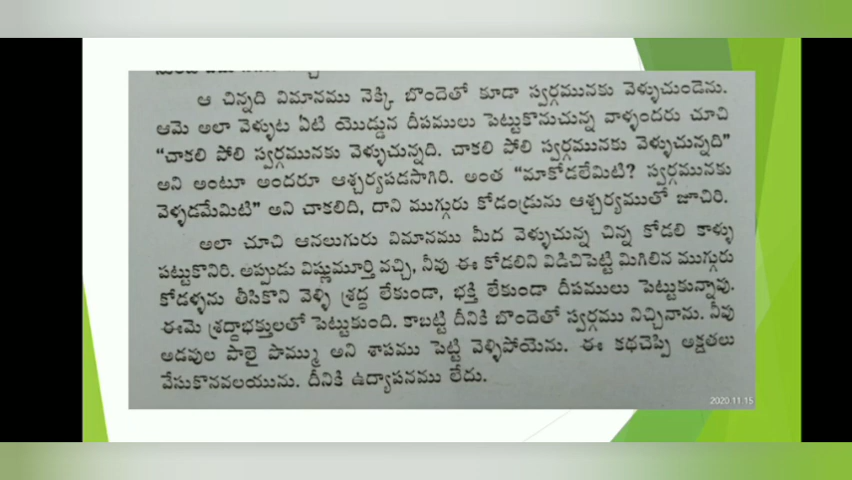 ఆ చిన్నది విమానము నెక్కి బొందెతో కూడా స్వర్గమునకు వెళ్ళుచుండెను.
ఆమె అలా వెళ్ళుట ఏటి యొడ్డున దీపములు పెట్టుకొనుచున్న వాళ్ళందరు చూచి
“చాకలి పోలి స్వర్గమునకు వెళ్ళుచున్నది. చాకలి పోలి స్వర్గమునకు వెళ్ళుచున్నది”
అని అంటూ అందరూ ఆశ్చర్యపడసాగిరి. అంత “మాకోడలేమిటి? స్వర్గమునకు
వెళ్ళడమేమిటి” అని చాకలిది, దాని ముగ్గురు కోడండ్రును ఆశ్చర్యముతో జూచిరి.
అలా చూచి ఆనలుగురు విమానము మీద వెళ్ళుచున్న చిన్న కోడలి కాళ్ళు
పట్టుకొనిరి. అప్పుడు విష్ణుమూర్తి వచ్చి, నీవు ఈ కోడలిని విడిచిపెట్టి మిగిలిన ముగ్గురు
కోడళ్ళను తీసికొని వెళ్ళి శ్రద్ధ లేకుండా, భక్తి లేకుండా దీపములు పెట్టుకున్నావు.
ఈమె శ్రద్ధాభక్తులతో పెట్టుకుంది. కాబట్టి దీనికి బొందెతో స్వర్గము నిచ్చినాను. నీవు
అడవుల పాలై పొమ్ము అని శాపము పెట్టి వెళ్ళిపోయెను. ఈ కథచెప్పి అక్షతలు
వేసుకొనవలయును. దీనికి ఉద్యాపనము లేదు.
2020.11.15